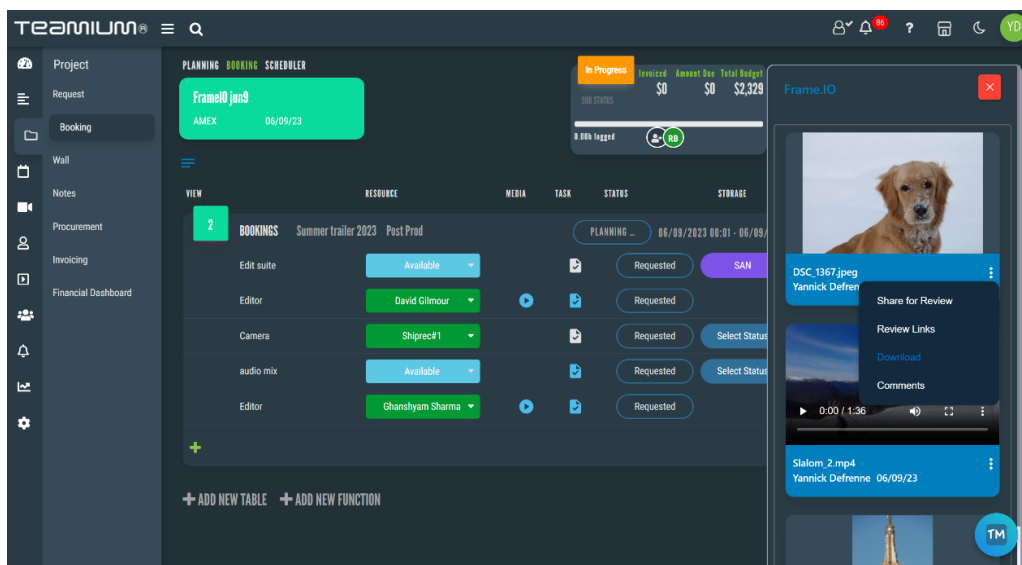 TEAMIUM®
86
?
YD
Project
Request
Booking
Wall
Notes
Procurement
Invoicing
Financial Dashboard
PLANNING BOOKING SCHEDULER
FrameIO jun9
AMEX 06/09/23
In Progress
Invoiced Amount Due Total Budget
SUB STATUS
$0 $0 $2,329
0.00h logged
RB
VIEW RESOURCE MEDIA TASK STATUS STORAGE
2 BOOKINGS Summer trailer 2023 Post Prod PLANNING ... 06/09/2023 00:01 - 06/09/
Edit suite Available Requested SAN
Editor David Gilmour Requested
Camera Shiprec#1 Requested Select Status
audio mix Available Requested Select Status
Editor Ghanshyam Sharma Requested
ADD NEW TABLE ADD NEW FUNCTION
Frame.IO
DSC_1367.jpeg
Yannick Defren
Share for Review
Review Links
Download
Comments
0:00 / 1:36
Slalom_2.mp4
Yannick Defrenne 06/09/23
TM